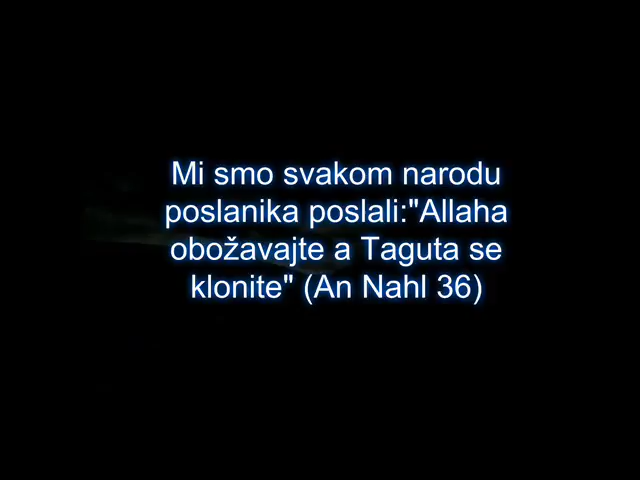 Mi smo svakom narodu
poslanika poslali:"Allaha
obožavajte a Taguta se
klonite" (An Nahl 36)